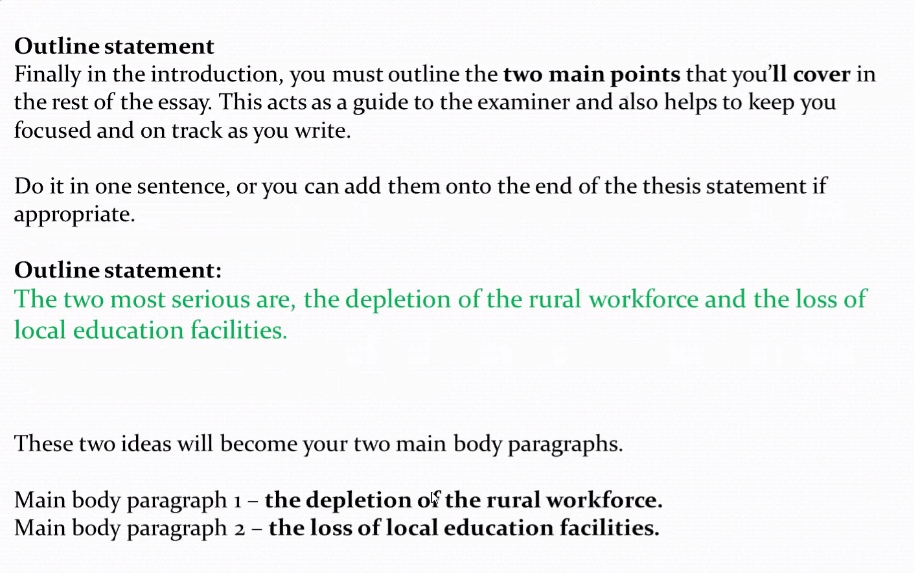 Outline statement
Finally in the introduction, you must outline the two main points that you'll cover in
the rest of the essay. This acts as a guide to the examiner and also helps to keep you
focused and on track as you write.
Do it in one sentence, or you can add them onto the end of the thesis statement if
appropriate.
Outline statement:
The two most serious are, the depletion of the rural workforce and the loss of
local education facilities.
These two ideas will become your two main body paragraphs.
Main body paragraph 1 – the depletion of the rural workforce.
Main body paragraph 2 – the loss of local education facilities.